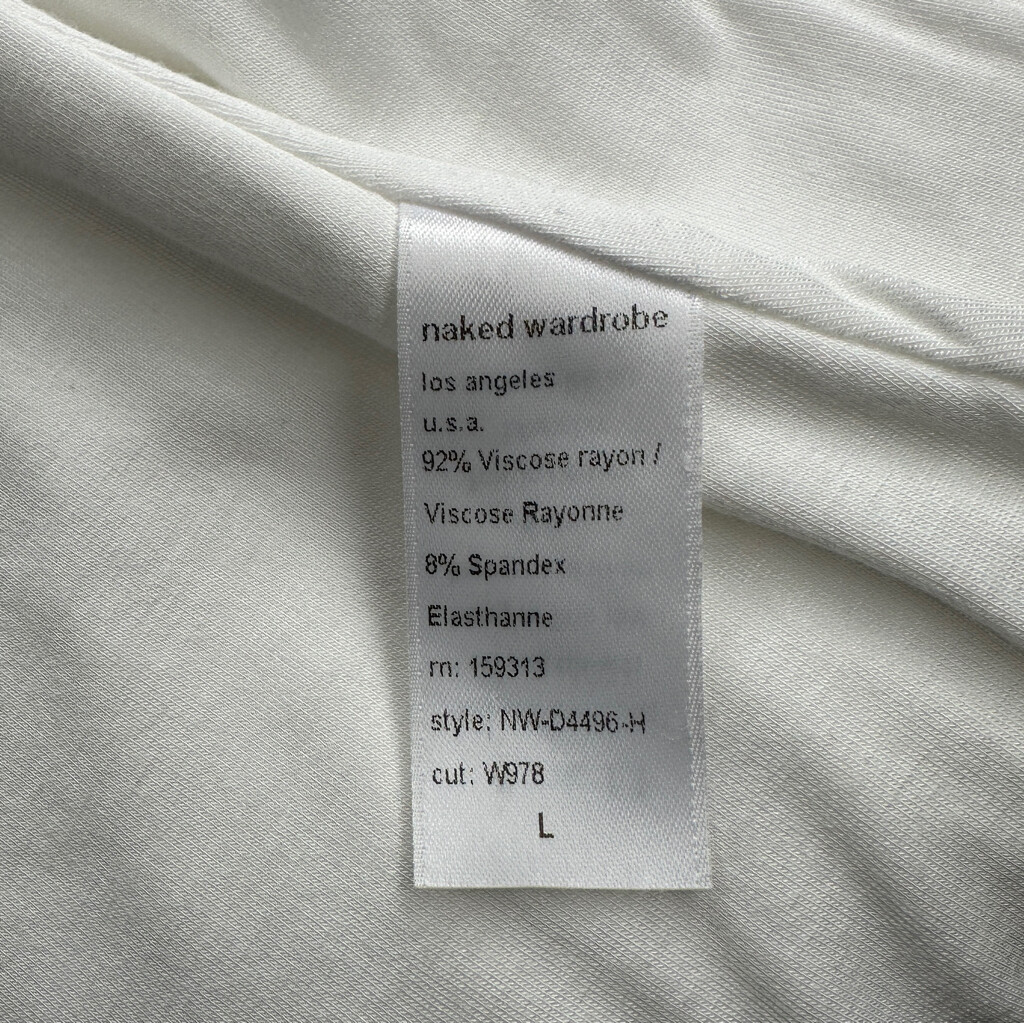 naked wardrobe
los angeles
u.s.a.
92% Viscose rayon /
Viscose Rayonne
8% Spandex
Elasthanne
rn: 159313
style: NW-D4496-H
cut: W978
L